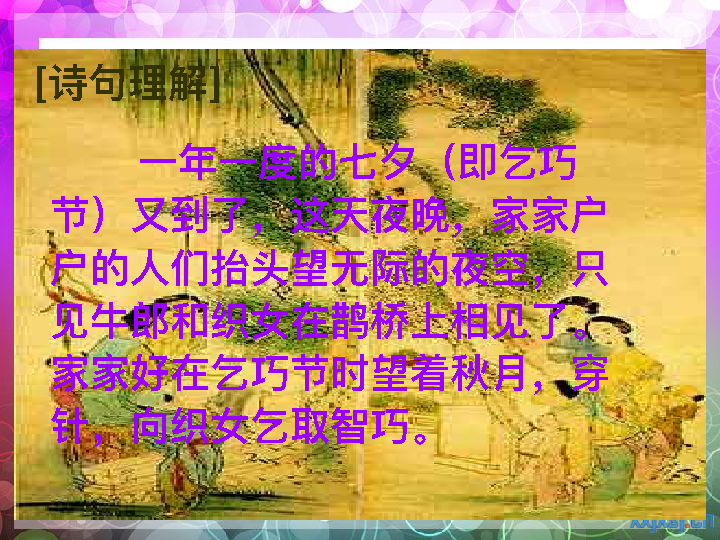 [诗句理解]
一年一度的七夕（即乞巧
节）又到了，这天夜晚，家家户
户的人们抬头望无际的夜空，只
见牛郎和织女在鹊桥上相见了。
家家好在乞巧节时望着秋月，穿
针，向织女乞取智巧。